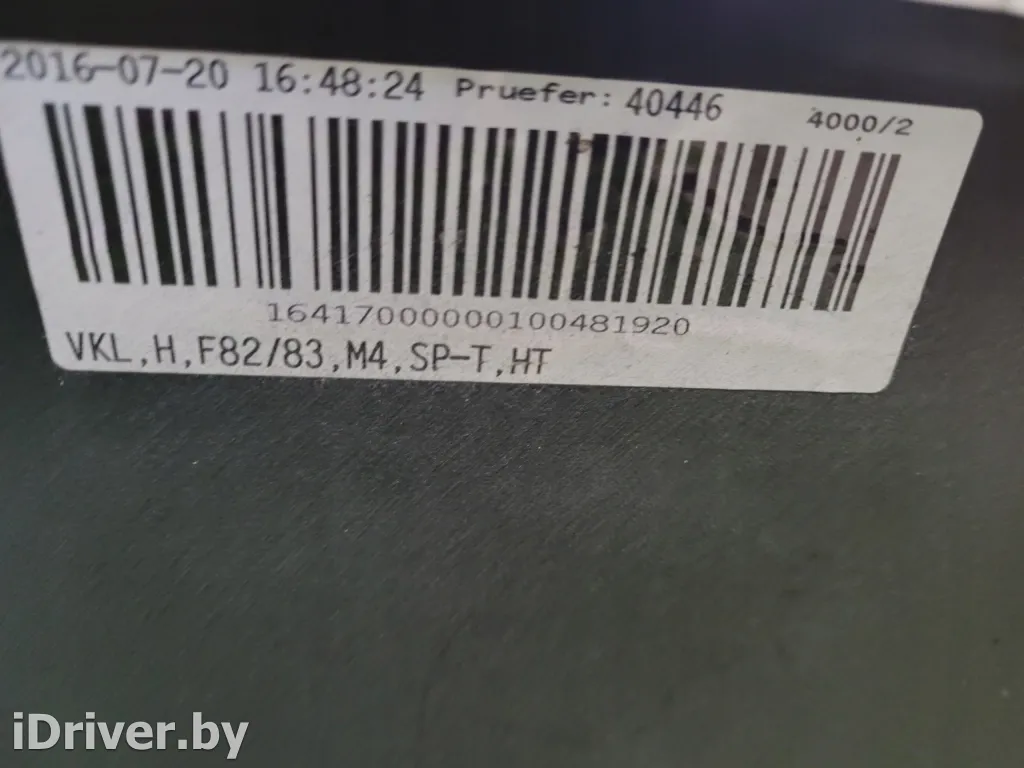 2016-07-20 16:48:24 Pruefer: 40446 4000/2
16417000000100481920
VKL,H,F82/83,M4,SP-T,HT
iDriver.by